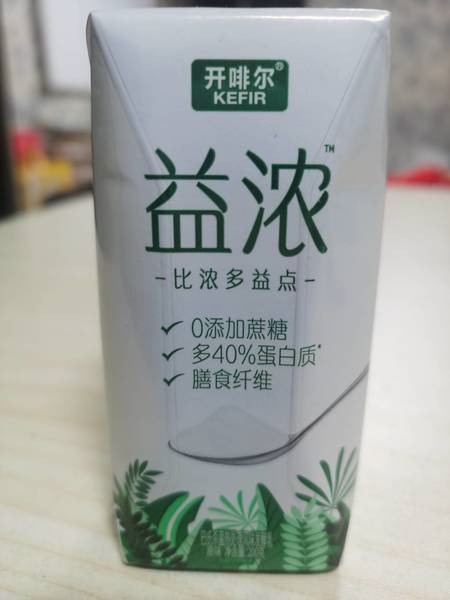 开啡尔®
KEFIR
益浓™
-比浓多益点-
✓ 0添加蔗糖
✓ 多40%蛋白质*
✓ 膳食纤维